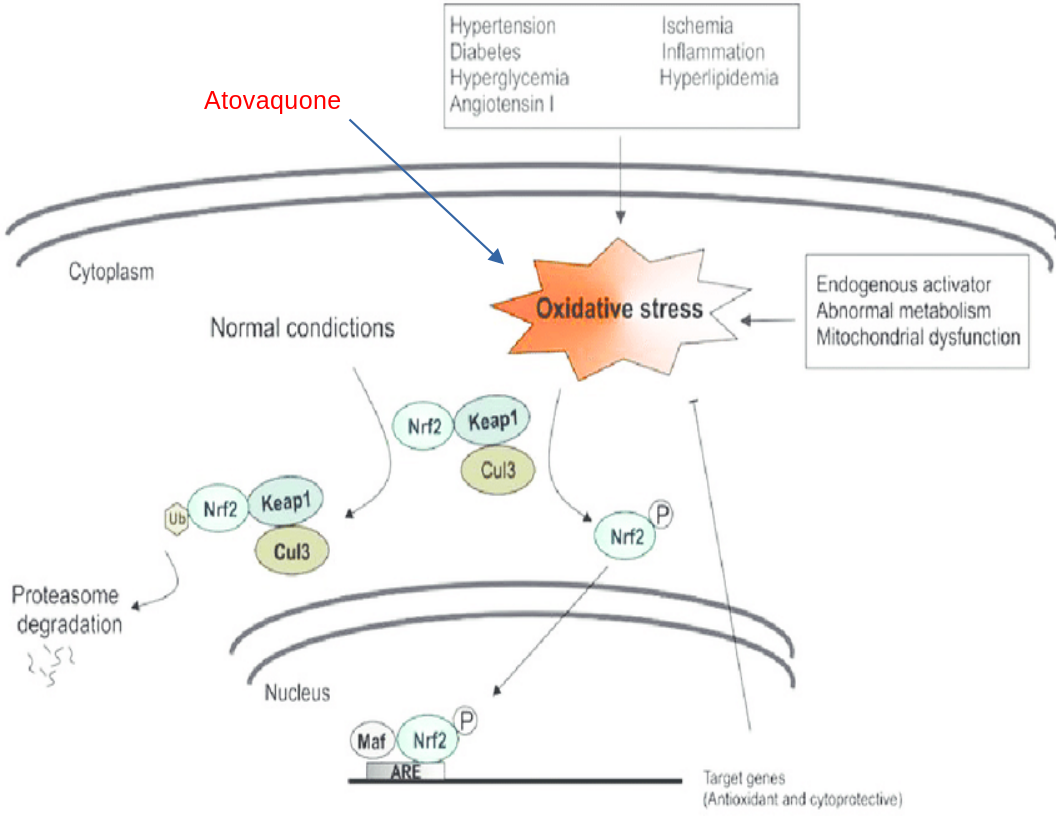 Hypertension Ischemia
Diabetes Inflammation
Hyperglycemia Hyperlipidemia
Angiotensin I
Atovaquone
Cytoplasm
Oxidative stress
Endogenous activator
Abnormal metabolism
Mitochondrial dysfunction
Normal condictions
Nrf2 Keap1
Cul3
Ub Nrf2 Keap1
Cul3
P
Nrf2
Proteasome
degradation
Nucleus
P
Maf Nrf2
ARE
Target genes
(Antioxidant and cytoprotective)